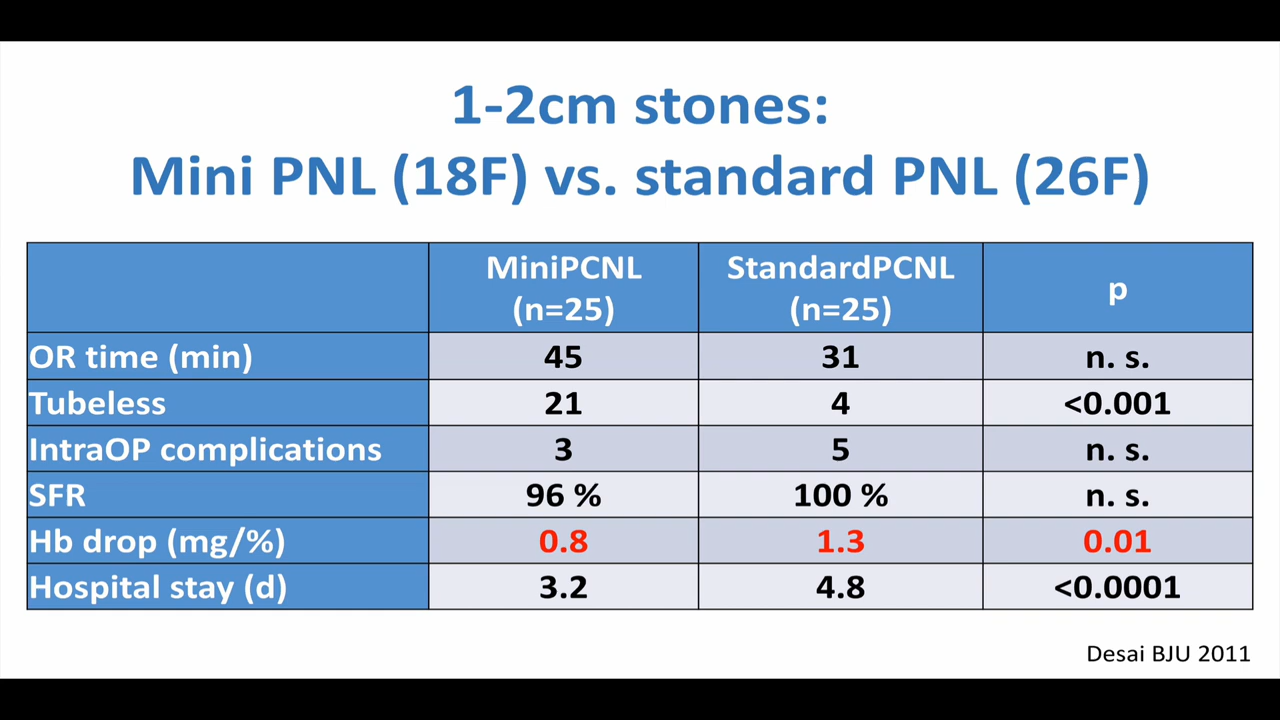 1-2cm stones:
Mini PNL (18F) vs. standard PNL (26F)
MiniPCNL (n=25) StandardPCNL (n=25) p
OR time (min) 45 31 n. s.
Tubeless 21 4 <0.001
IntraOP complications 3 5 n. s.
SFR 96 % 100 % n. s.
Hb drop (mg/%) 0.8 1.3 0.01
Hospital stay (d) 3.2 4.8 <0.0001
Desai BJU 2011